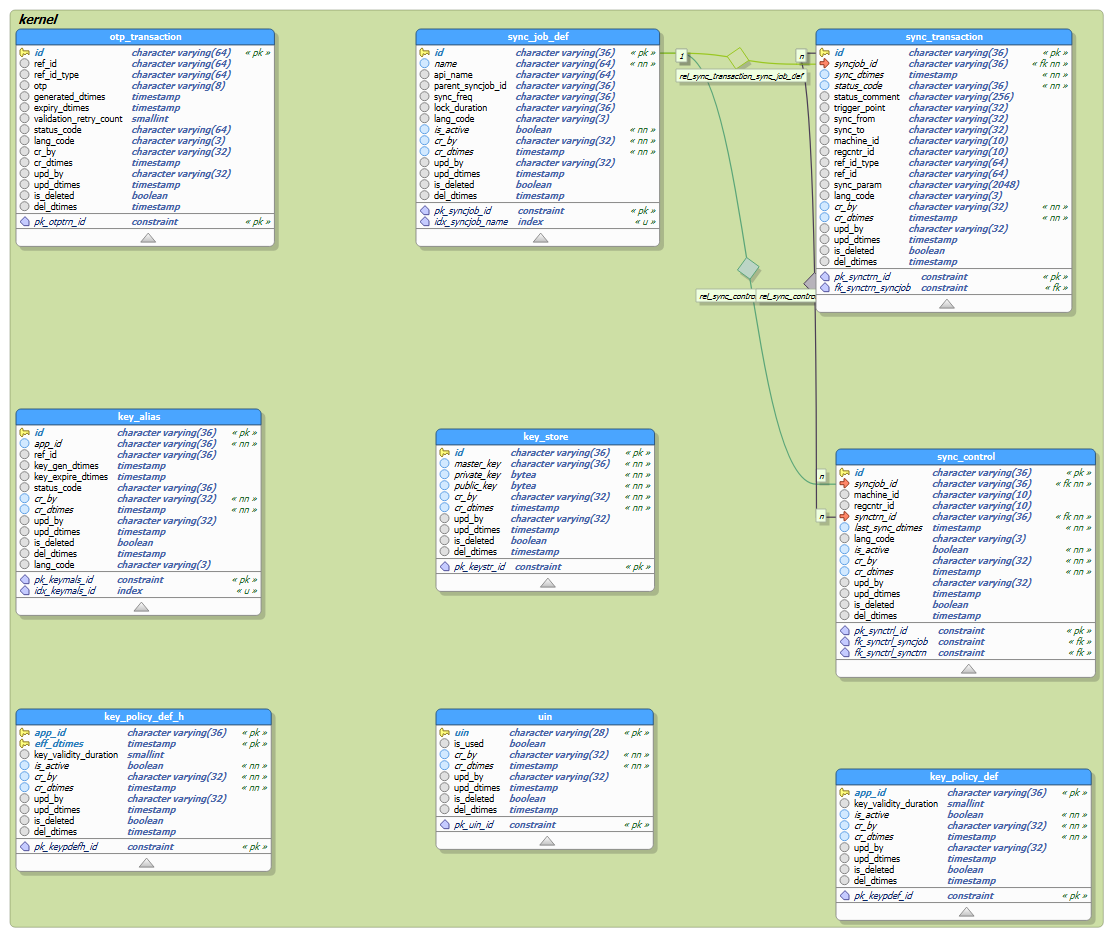 kernel
otp_transaction
id character varying(64) « pk »
ref_id character varying(64)
ref_id_type character varying(64)
otp character varying(8)
generated_dtimes timestamp
expiry_dtimes timestamp
validation_retry_count smallint
status_code character varying(64)
lang_code character varying(3)
cr_by character varying(32)
cr_dtimes timestamp
upd_by character varying(32)
upd_dtimes timestamp
is_deleted boolean
del_dtimes timestamp
pk_otptrn_id constraint « pk »
sync_job_def
id character varying(36) « pk »
name character varying(64) « nn »
api_name character varying(64)
parent_syncjob_id character varying(36)
sync_freq character varying(36)
lock_duration character varying(36)
lang_code character varying(3)
is_active boolean « nn »
cr_by character varying(32) « nn »
cr_dtimes timestamp « nn »
upd_by character varying(32)
upd_dtimes timestamp
is_deleted boolean
del_dtimes timestamp
pk_syncjob_id constraint « pk »
idx_syncjob_name index « u »
1
n
rel_sync_transaction_sync_job_def
sync_transaction
id character varying(36) « pk »
syncjob_id character varying(36) « fk nn »
sync_dtimes timestamp « nn »
status_code character varying(36) « nn »
status_comment character varying(256)
trigger_point character varying(32)
sync_from character varying(32)
sync_to character varying(32)
machine_id character varying(10)
regcntr_id character varying(10)
ref_id_type character varying(64)
ref_id character varying(64)
sync_param character varying(2048)
lang_code character varying(3)
cr_by character varying(32) « nn »
cr_dtimes timestamp « nn »
upd_by character varying(32)
upd_dtimes timestamp
is_deleted boolean
del_dtimes timestamp
pk_synctrn_id constraint « pk »
fk_synctrn_syncjob constraint « fk »
rel_sync_contro rel_sync_contro
key_alias
id character varying(36) « pk »
app_id character varying(36) « nn »
ref_id character varying(36)
key_gen_dtimes timestamp
key_expire_dtimes timestamp
status_code character varying(36)
cr_by character varying(32) « nn »
cr_dtimes timestamp « nn »
upd_by character varying(32)
upd_dtimes timestamp
is_deleted boolean
del_dtimes timestamp
lang_code character varying(3)
pk_keymals_id constraint « pk »
idx_keymals_id index « u »
key_store
id character varying(36) « pk »
master_key character varying(36) « nn »
private_key bytea « nn »
public_key bytea « nn »
cr_by character varying(32) « nn »
cr_dtimes timestamp « nn »
upd_by character varying(32)
upd_dtimes timestamp
is_deleted boolean
del_dtimes timestamp
pk_keystr_id constraint « pk »
n
n
sync_control
id character varying(36) « pk »
syncjob_id character varying(36) « fk nn »
machine_id character varying(10)
regcntr_id character varying(10)
synctrn_id character varying(36) « fk nn »
last_sync_dtimes timestamp « nn »
lang_code character varying(3)
is_active boolean « nn »
cr_by character varying(32) « nn »
cr_dtimes timestamp « nn »
upd_by character varying(32)
upd_dtimes timestamp
is_deleted boolean
del_dtimes timestamp
pk_synctrl_id constraint « pk »
fk_synctrl_syncjob constraint « fk »
fk_synctrl_synctrn constraint « fk »
key_policy_def_h
app_id character varying(36) « pk »
eff_dtimes timestamp « pk »
key_validity_duration smallint
is_active boolean « nn »
cr_by character varying(32) « nn »
cr_dtimes timestamp « nn »
upd_by character varying(32)
upd_dtimes timestamp
is_deleted boolean
del_dtimes timestamp
pk_keypdefh_id constraint « pk »
uin
uin character varying(28) « pk »
is_used boolean
cr_by character varying(32) « nn »
cr_dtimes timestamp « nn »
upd_by character varying(32)
upd_dtimes timestamp
is_deleted boolean
del_dtimes timestamp
pk_uin_id constraint « pk »
key_policy_def
app_id character varying(36) « pk »
key_validity_duration smallint
is_active boolean « nn »
cr_by character varying(32) « nn »
cr_dtimes timestamp « nn »
upd_by character varying(32)
upd_dtimes timestamp
is_deleted boolean
del_dtimes timestamp
pk_keypdef_id constraint « pk »